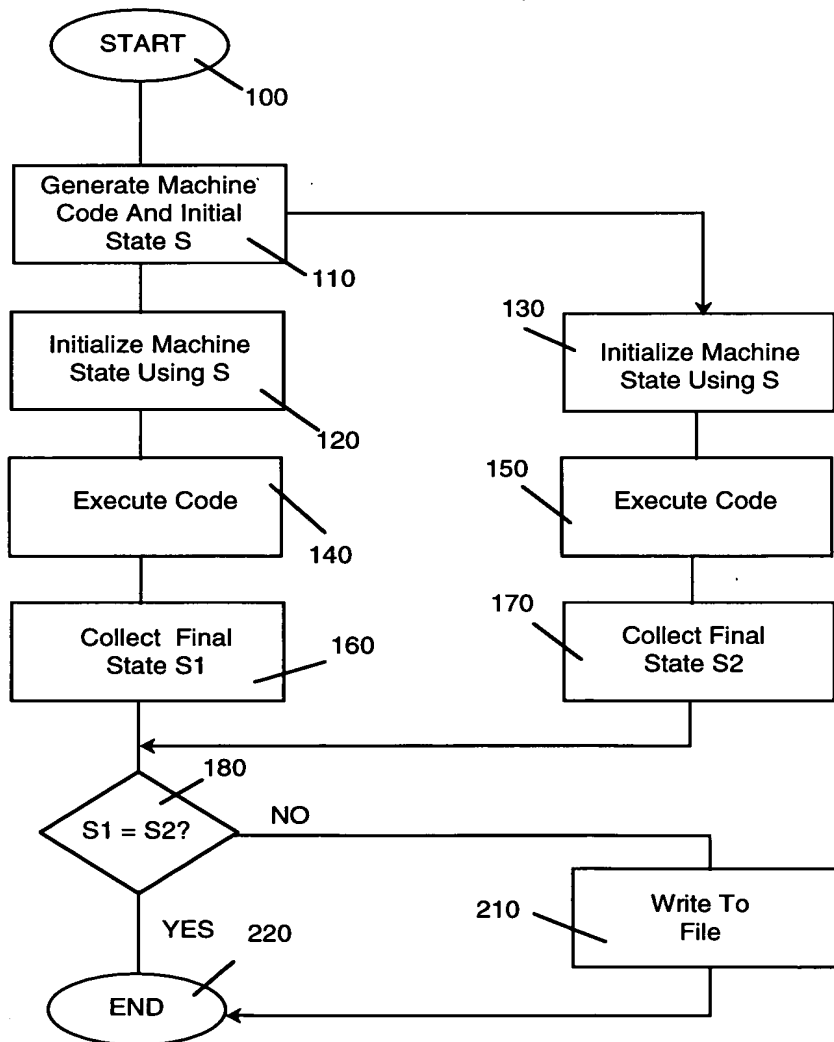 START
100
Generate Machine
Code And Initial
State S
110
Initialize Machine
State Using S
120
130
Initialize Machine
State Using S
Execute Code
140
150
Execute Code
Collect Final
State S1
160
170
Collect Final
State S2
180
S1 = S2?
NO
YES
210
Write To
File
220
END